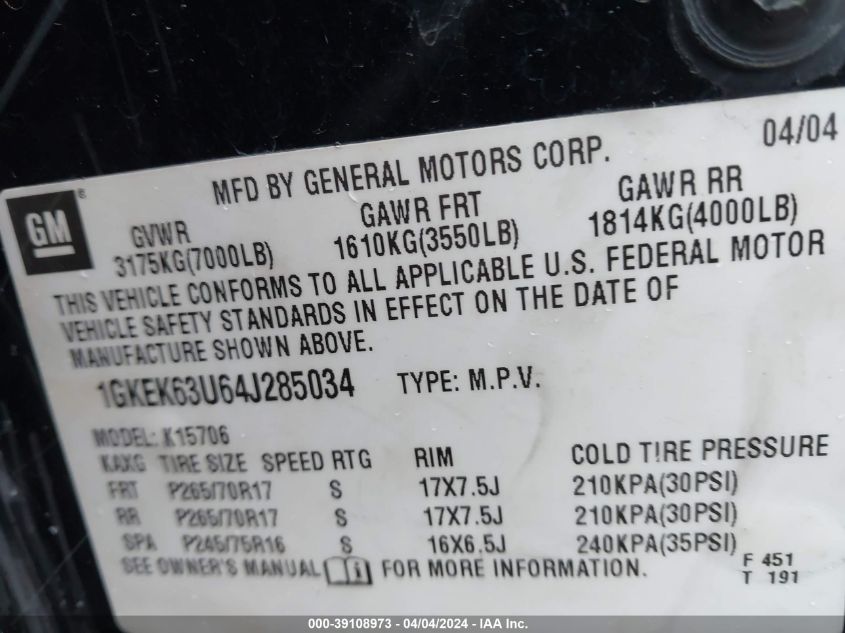 04/04
MFD BY GENERAL MOTORS CORP.
GM ®
GVWR GAWR FRT GAWR RR
3175KG(7000LB) 1610KG(3550LB) 1814KG(4000LB)
THIS VEHICLE CONFORMS TO ALL APPLICABLE U.S. FEDERAL MOTOR
VEHICLE SAFETY STANDARDS IN EFFECT ON THE DATE OF
MANUFACTURE SHOWN ABOVE.
1GKEK63U64J285034 TYPE: M.P.V.
MODEL: K15706
KAXG TIRE SIZE SPEED RTG RIM COLD TIRE PRESSURE
FRT P265/70R17 S 17X7.5J 210KPA(30PSI)
RR P265/70R17 S 17X7.5J 210KPA(30PSI)
SPA P245/75R16 S 16X6.5J 240KPA(35PSI)
SEE OWNER'S MANUAL FOR MORE INFORMATION.
F 451
T 191
000-39108973 - 04/04/2024 - IAA Inc.